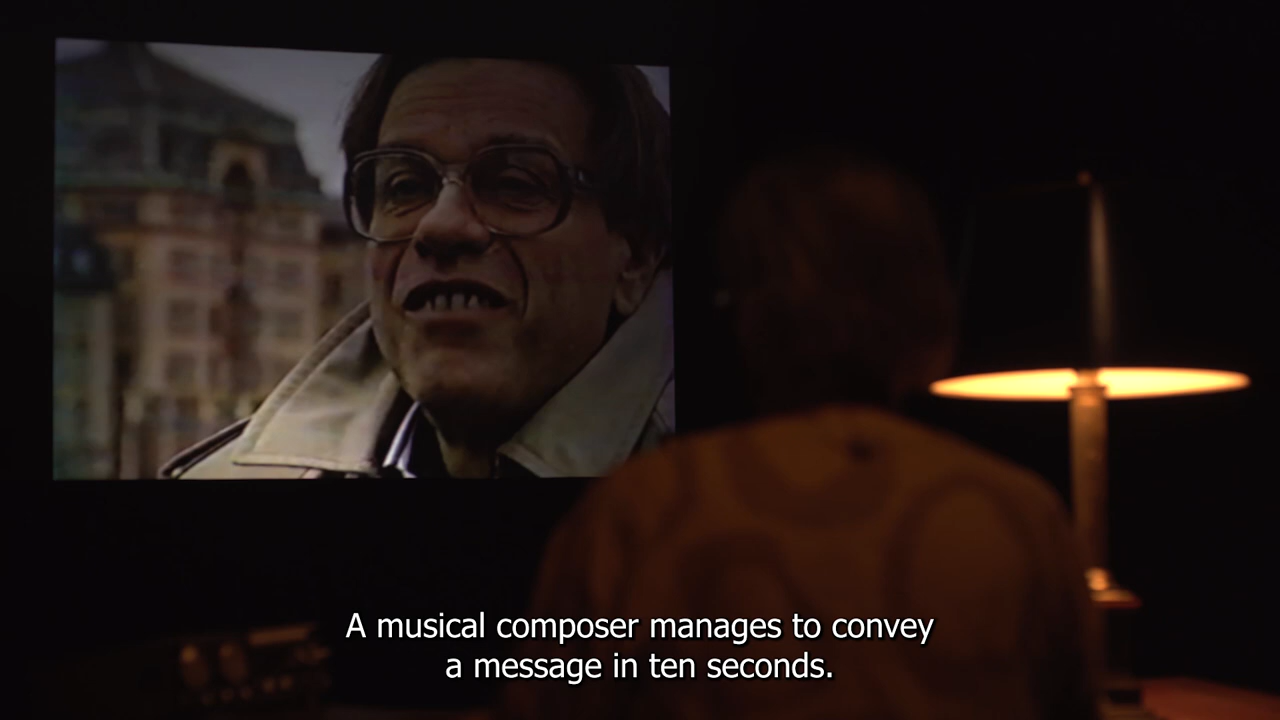 A musical composer manages to convey
a message in ten seconds.